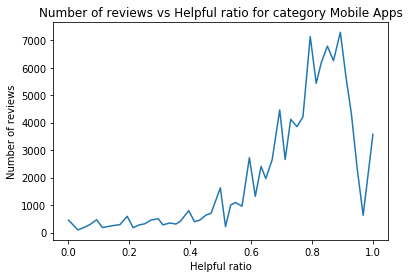 Number of reviews vs Helpful ratio for category Mobile Apps
7000
6000
5000
4000
3000
2000
1000
0
Number of reviews
0.0 0.2 0.4 0.6 0.8 1.0
Helpful ratio